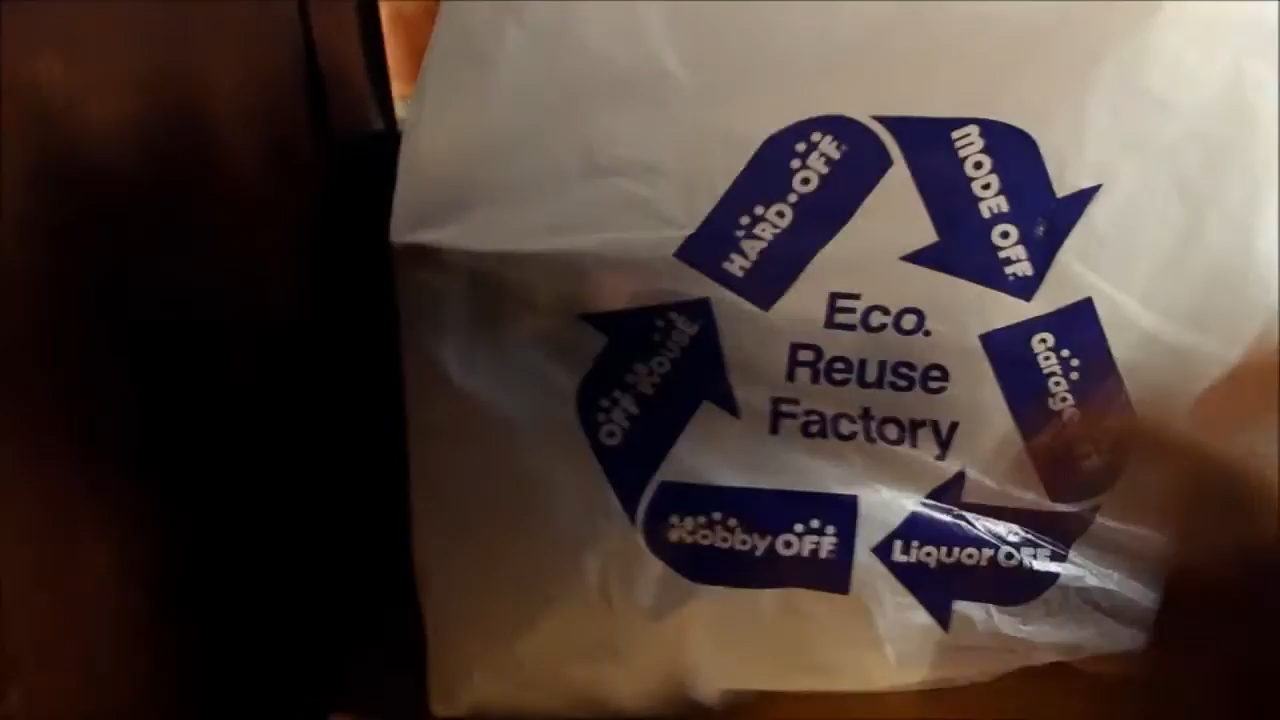 HARD·OFF
MODE OFF
Eco.
Reuse
Factory
Garage
OFF HOUSE
Hobby OFF
Liquor OFF